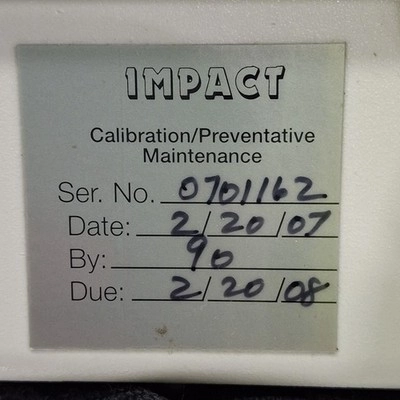 IMPACT
Calibration/Preventative
Maintenance
Ser. No. 0701162
Date: 2/20/07
By: 90
Due: 2/20/08